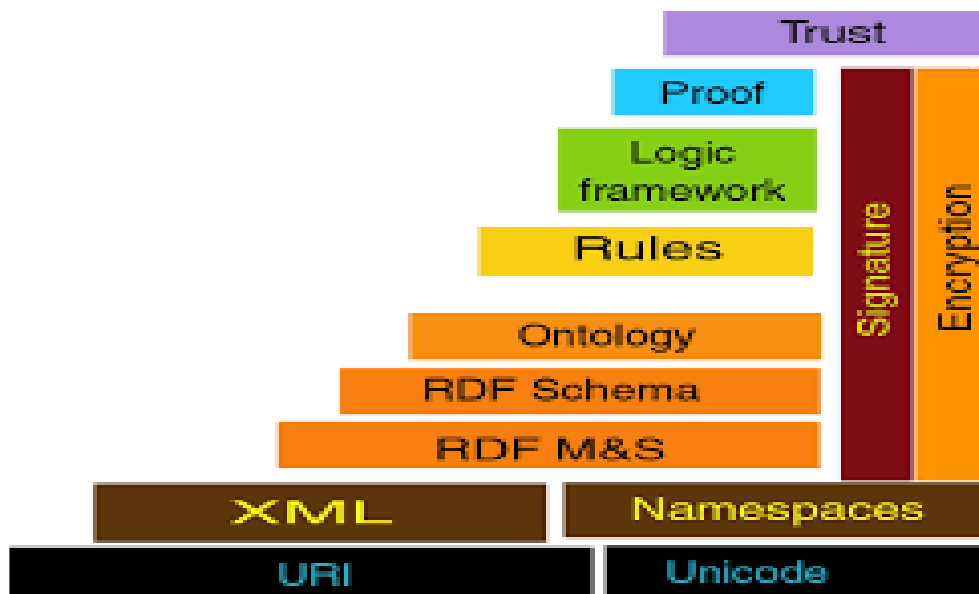 Trust
Proof
Logic
framework
Rules
Ontology
RDF Schema
RDF M&S
Signature
Encryption
XML
Namespaces
URI
Unicode